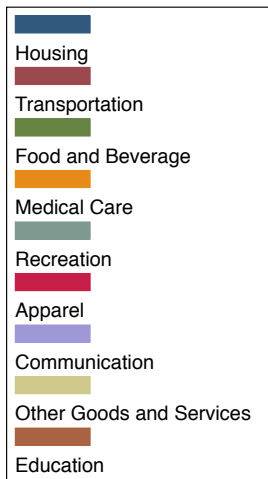 Housing
Transportation
Food and Beverage
Medical Care
Recreation
Apparel
Communication
Other Goods and Services
Education